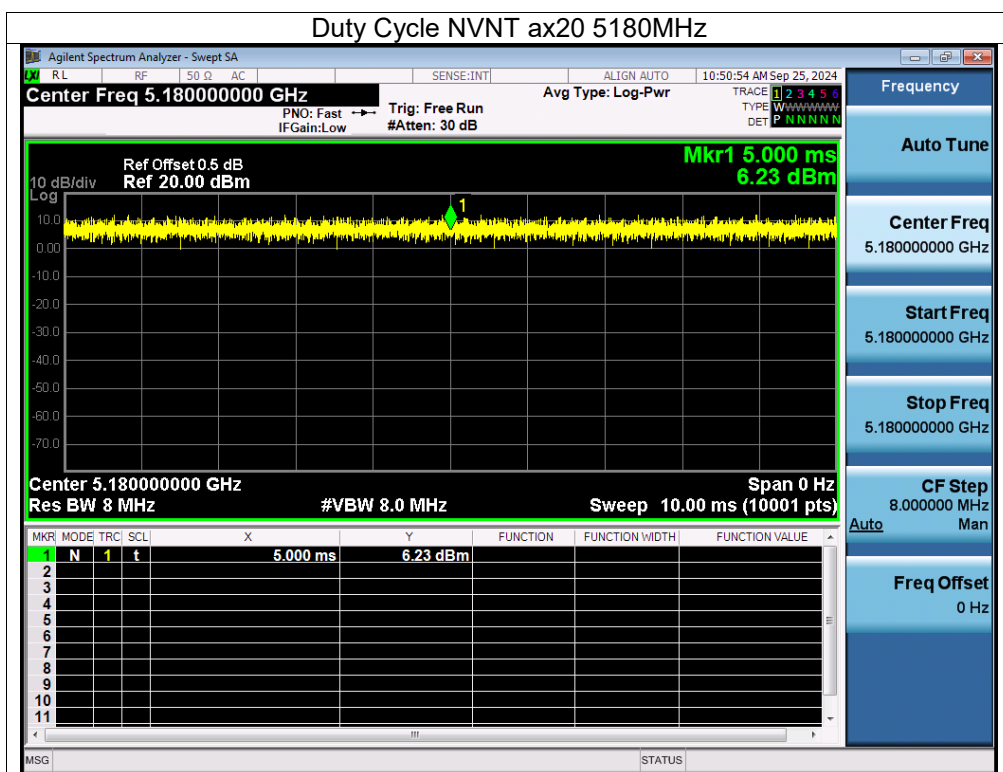 Duty Cycle NVNT ax20 5180MHz
Agilent Spectrum Analyzer - Swept SA
LXI RL RF 50 Ω AC SENSE:INT ALIGN AUTO 10:50:54 AM Sep 25, 2024
Center Freq 5.180000000 GHz
PNO: Fast
IFGain:Low
Trig: Free Run
#Atten: 30 dB
Avg Type: Log-Pwr
TRACE 1 2 3 4 5 6
TYPE WWWWWW
DET P N N N N N
Ref Offset 0.5 dB
10 dB/div Ref 20.00 dBm
Log
Mkr1 5.000 ms
6.23 dBm
1
10.0
0.00
-10.0
-20.0
-30.0
-40.0
-50.0
-60.0
-70.0
Center 5.180000000 GHz Span 0 Hz
Res BW 8 MHz #VBW 8.0 MHz Sweep 10.00 ms (10001 pts)
MKR MODE TRC SCL X Y FUNCTION FUNCTION WIDTH FUNCTION VALUE
1 N 1 t 5.000 ms 6.23 dBm
2
3
4
5
6
7
8
9
10
11
MSG STATUS
Frequency
Auto Tune
Center Freq
5.180000000 GHz
Start Freq
5.180000000 GHz
Stop Freq
5.180000000 GHz
CF Step
8.000000 MHz
Auto Man
Freq Offset
0 Hz